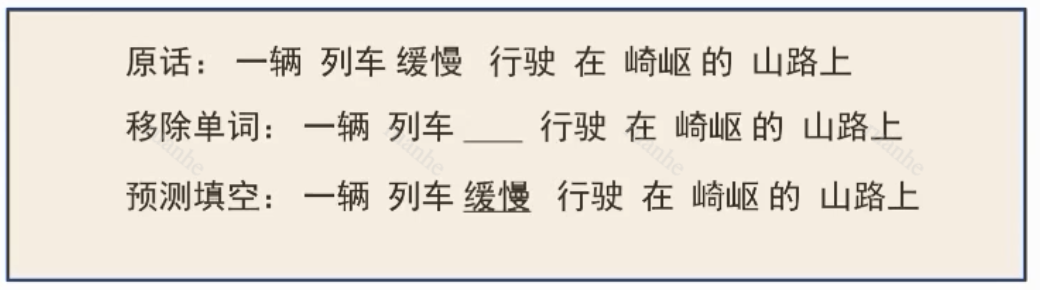 原话： 一辆 列车 缓慢 行驶 在 崎岖 的 山路上
移除单词： 一辆 列车 ___ 行驶 在 崎岖 的 山路上
预测填空： 一辆 列车 缓慢 行驶 在 崎岖 的 山路上